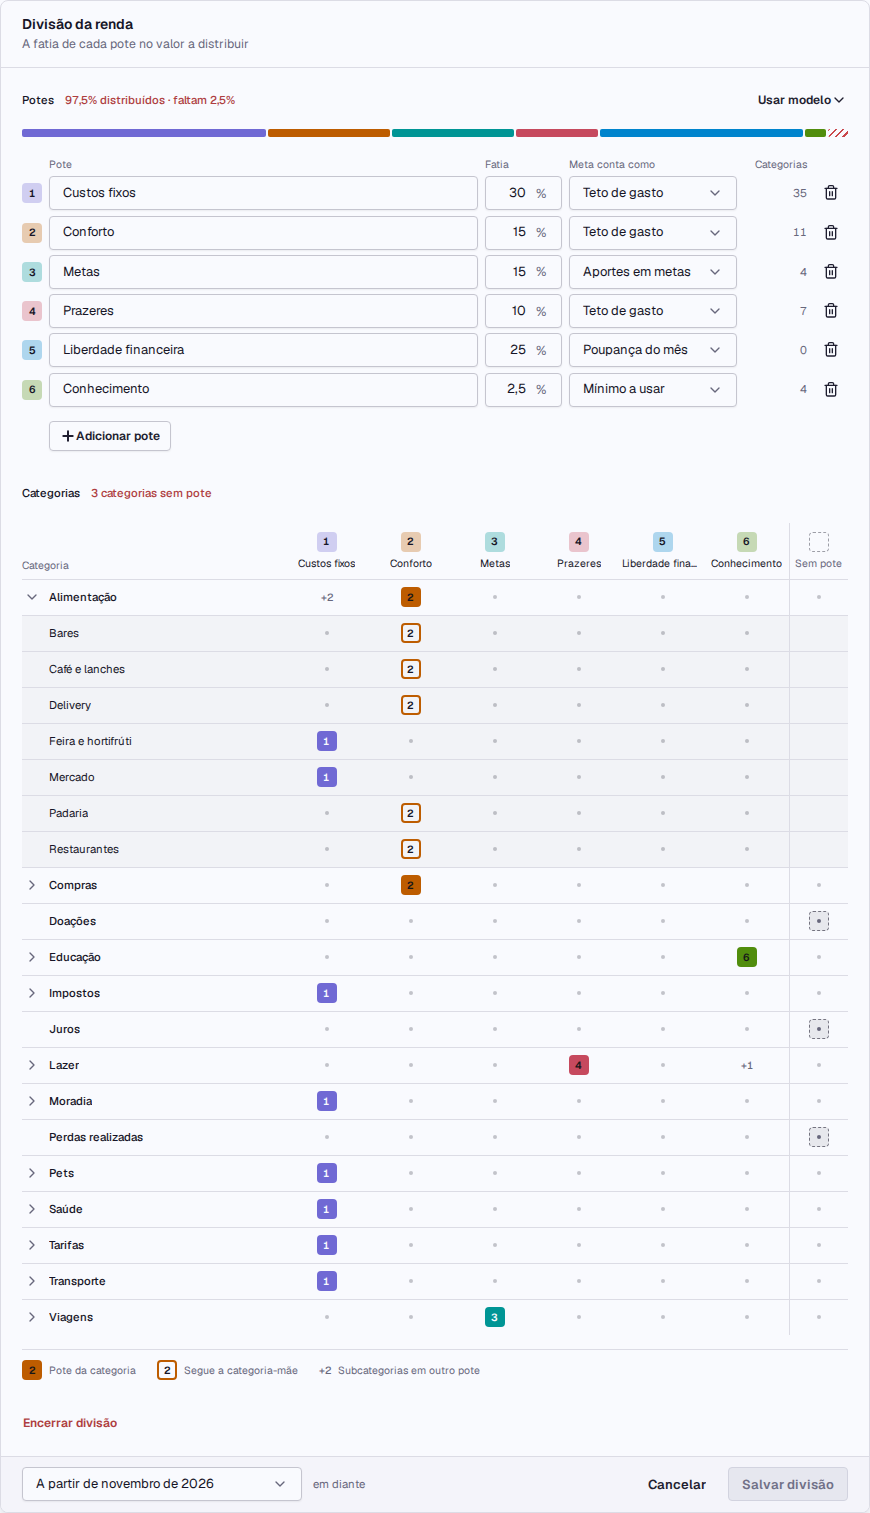 Divisão da renda
A fatia de cada pote no valor a distribuir
Potes 97,5% distribuídos · faltam 2,5% Usar modelo
Pote Fatia Meta conta como Categorias
1 Custos fixos 30 % Teto de gasto 35
2 Conforto 15 % Teto de gasto 11
3 Metas 15 % Aportes em metas 4
4 Prazeres 10 % Teto de gasto 7
5 Liberdade financeira 25 % Poupança do mês 0
6 Conhecimento 2,5 % Mínimo a usar 4
+ Adicionar pote
Categorias 3 categorias sem pote
1 2 3 4 5 6
Categoria Custos fixos Conforto Metas Prazeres Liberdade fina... Conhecimento Sem pote
Alimentação +2 2
Bares 2
Café e lanches 2
Delivery 2
Feira e hortifrúti 1
Mercado 1
Padaria 2
Restaurantes 2
Compras 2
Doações
Educação 6
Impostos 1
Juros
Lazer 4 +1
Moradia 1
Perdas realizadas
Pets 1
Saúde 1
Tarifas 1
Transporte 1
Viagens 3
2 Pote da categoria 2 Segue a categoria-mãe +2 Subcategorias em outro pote
Encerrar divisão
A partir de novembro de 2026 em diante Cancelar Salvar divisão